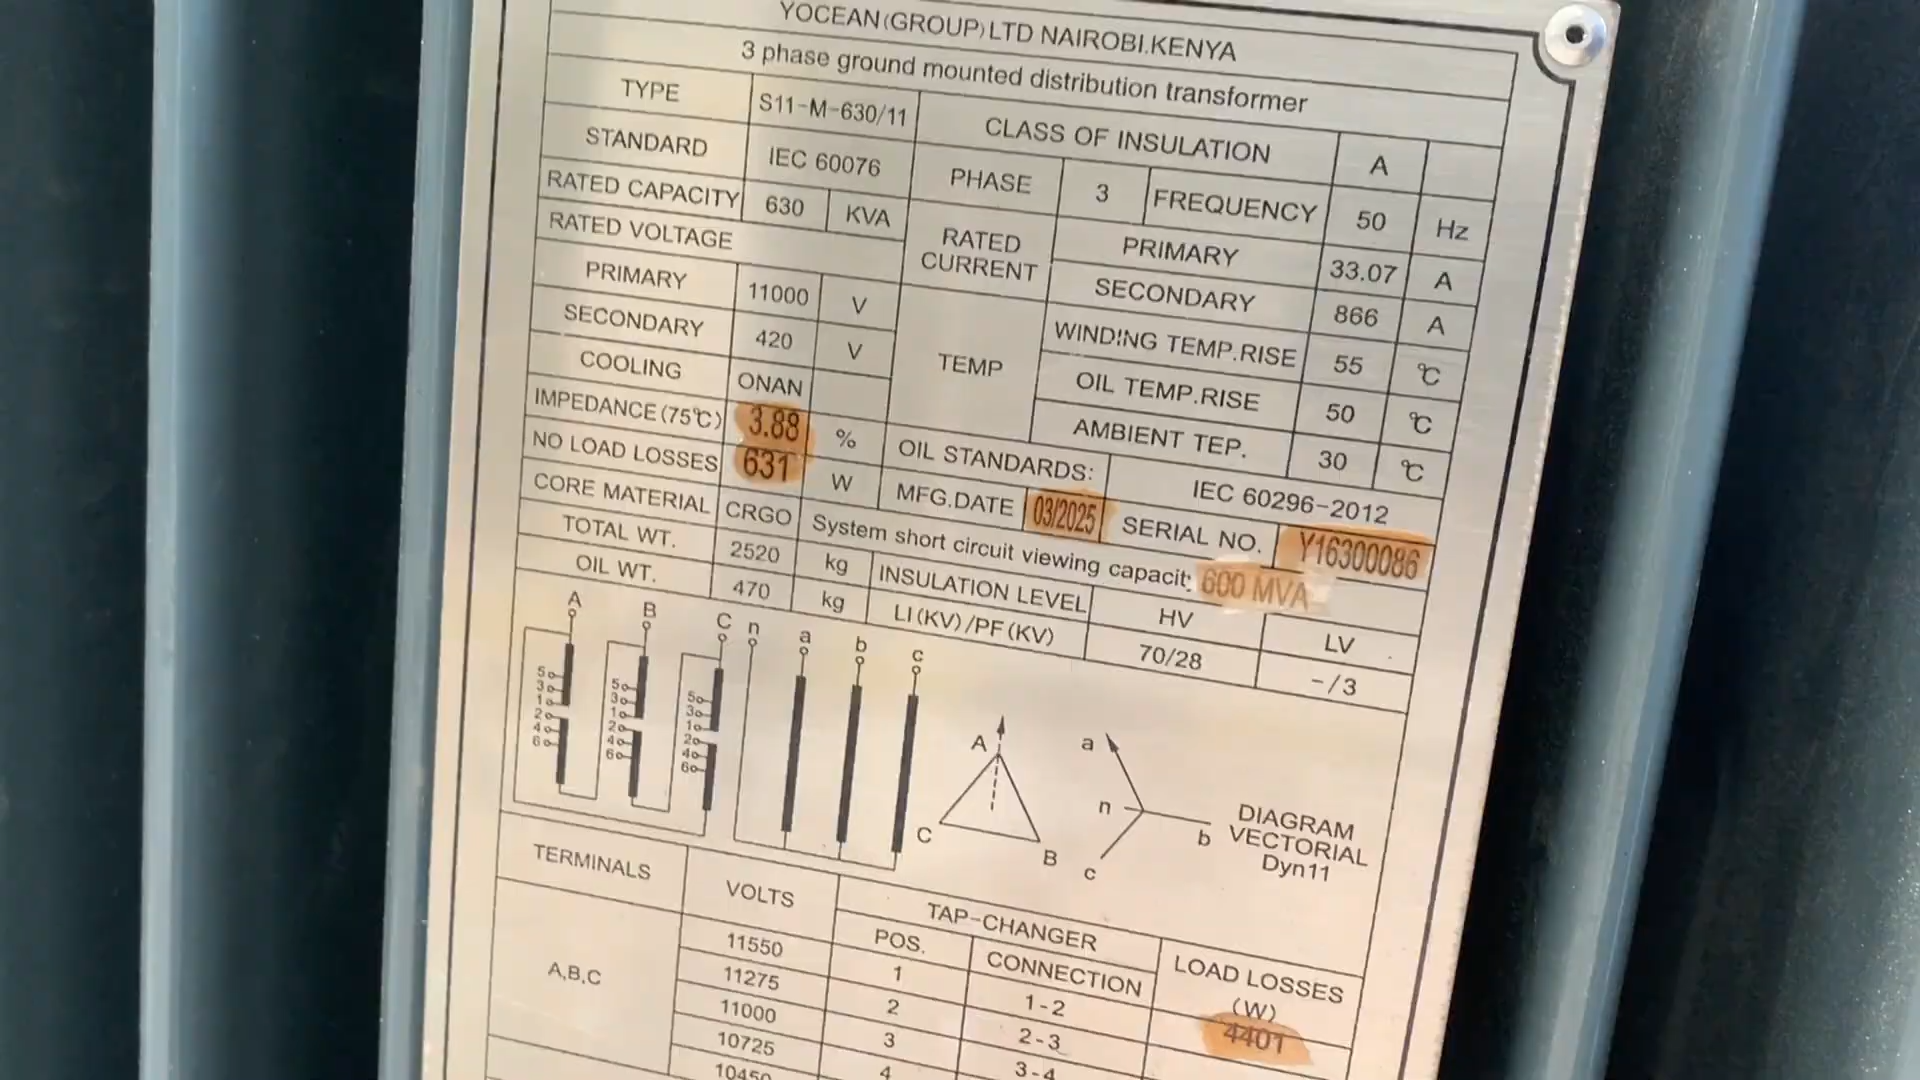 YOCEAN(GROUP)LTD NAIROBI.KENYA
3 phase ground mounted distribution transformer
TYPE S11-M-630/11 CLASS OF INSULATION A
STANDARD IEC 60076 PHASE 3 FREQUENCY 50 Hz
RATED CAPACITY 630 KVA RATED CURRENT PRIMARY 33.07 A
RATED VOLTAGE SECONDARY 866 A
PRIMARY 11000 V TEMP WINDING TEMP.RISE 55 ℃
SECONDARY 420 V OIL TEMP.RISE 50 ℃
COOLING ONAN AMBIENT TEP. 30 ℃
IMPEDANCE(75℃) 3.88 % OIL STANDARDS: IEC 60296-2012
NO LOAD LOSSES 631 W MFG.DATE 03/2025 SERIAL NO. Y16300086
CORE MATERIAL CRGO System short circuit viewing capacit: 600 MVA
TOTAL WT. 2520 kg INSULATION LEVEL HV LV
OIL WT. 470 kg LI(KV)/PF(KV) 70/28 -/3
A B C n a b c
5 3 1 2 4 6
5 3 1 2 4 6
5 3 1 2 4 6
A C B
a n b c
DIAGRAM
VECTORIAL
Dyn11
TERMINALS VOLTS TAP-CHANGER LOAD LOSSES
POS. CONNECTION (W)
A,B,C 11550 1 1-2 4401
11275 2 2-3
11000 3 3-4
10725 4
10450